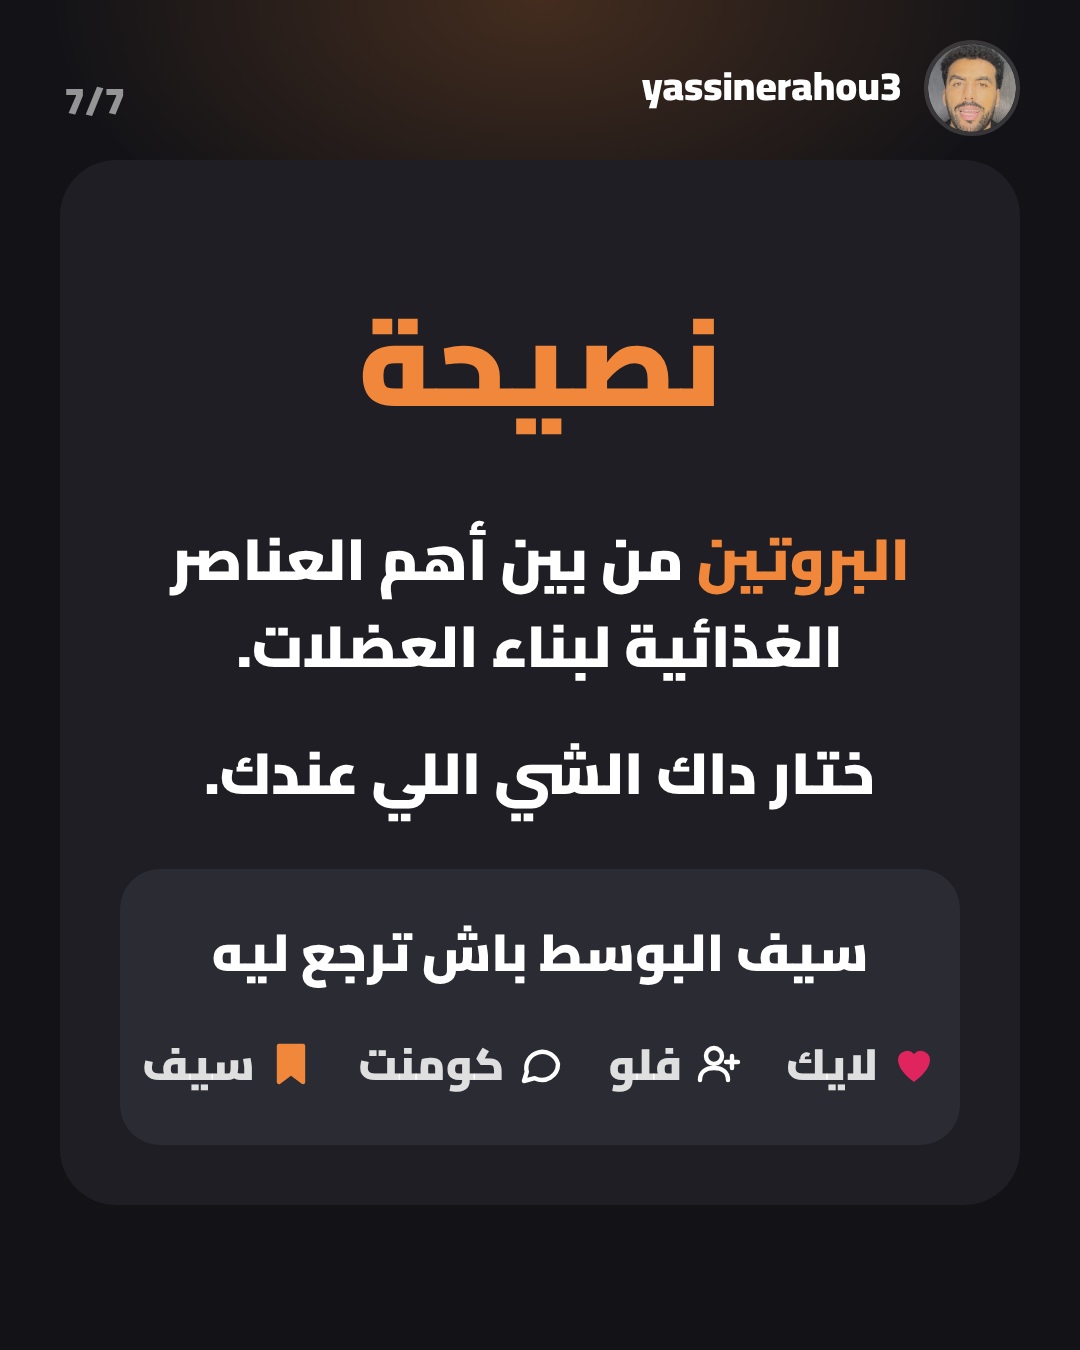 yassinerahou3
7/7
نصيحة
البروتين من بين أهم العناصر
الغذائية لبناء العضلات.
ختار داك الشي اللي عندك.
سيف البوسط باش ترجع ليه
لايك فلو كومنت سيف